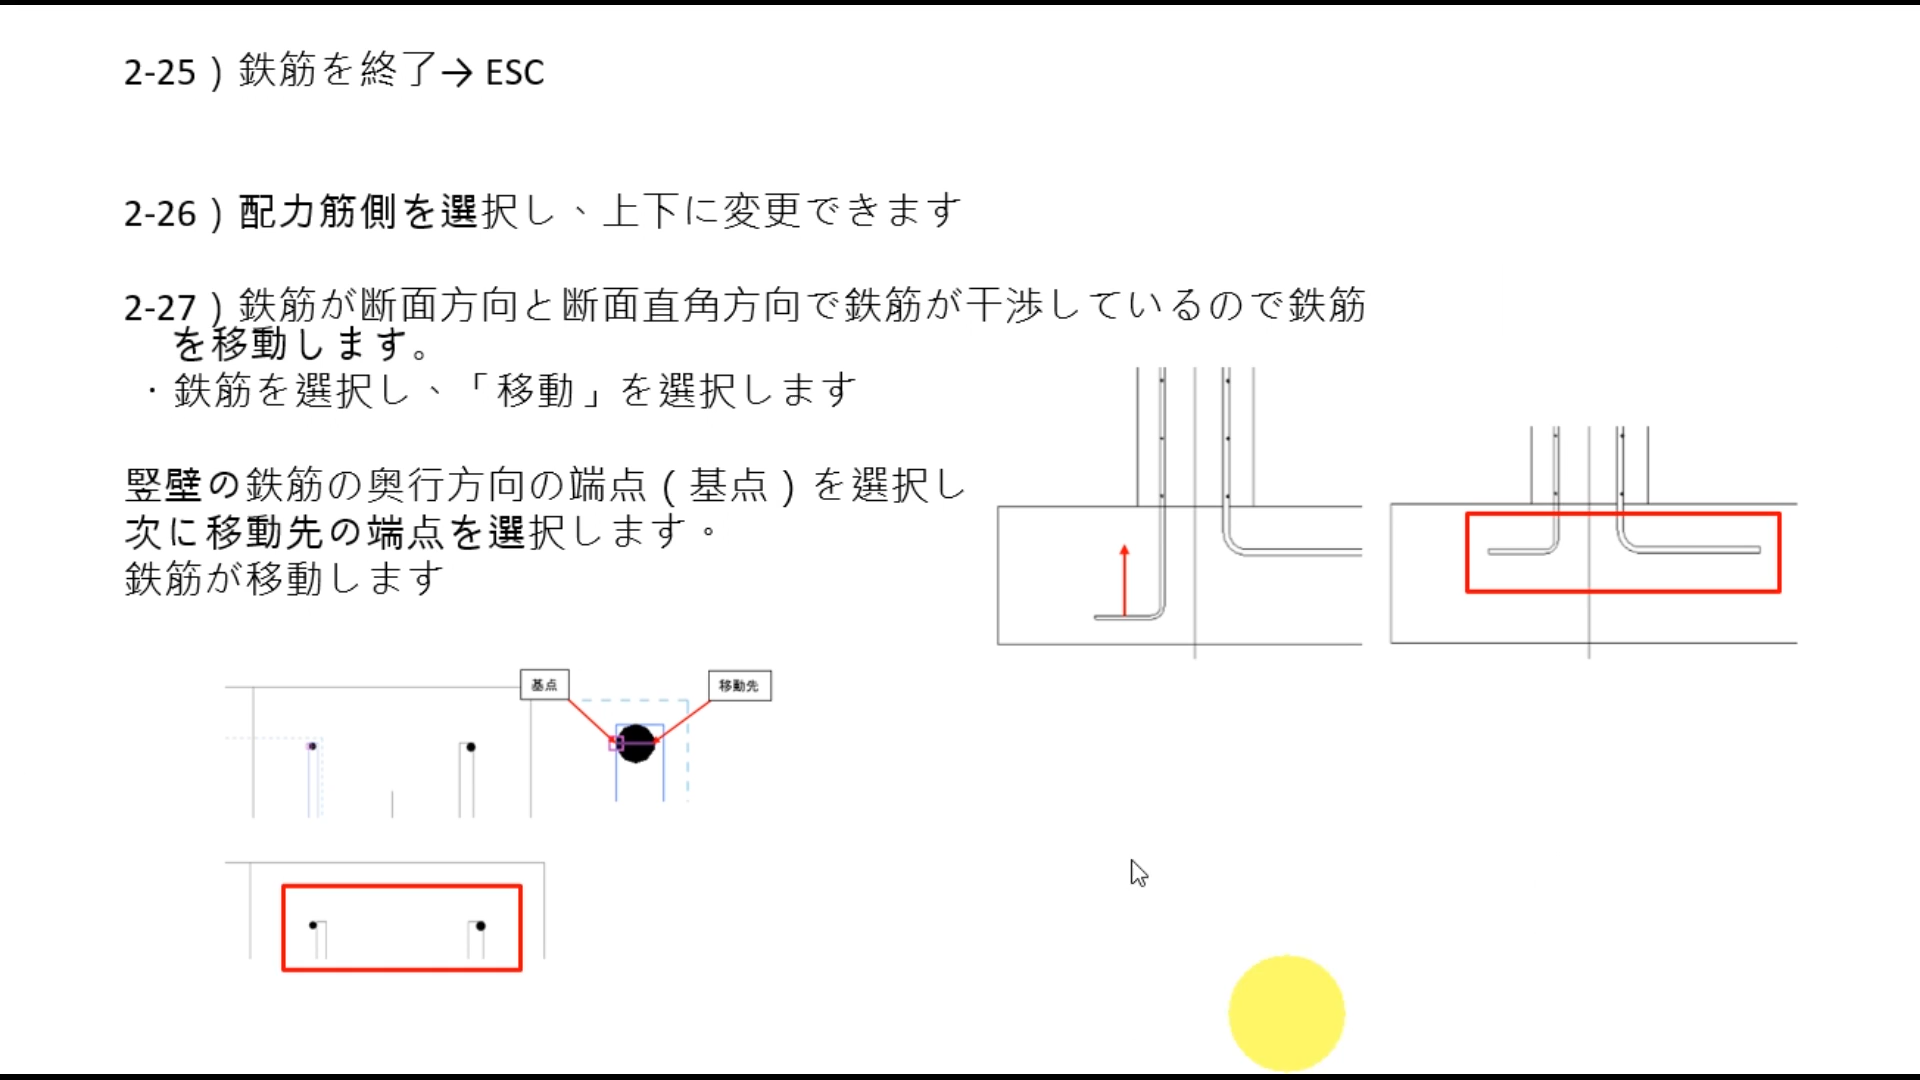 2-25）鉄筋を終了→ ESC
2-26）配力筋側を選択し、上下に変更できます
2-27）鉄筋が断面方向と断面直角方向で鉄筋が干渉しているので鉄筋
を移動します。
・鉄筋を選択し、「移動」を選択します
竪壁の鉄筋の奥行方向の端点（基点）を選択し
次に移動先の端点を選択します。
鉄筋が移動します
基点
移動先